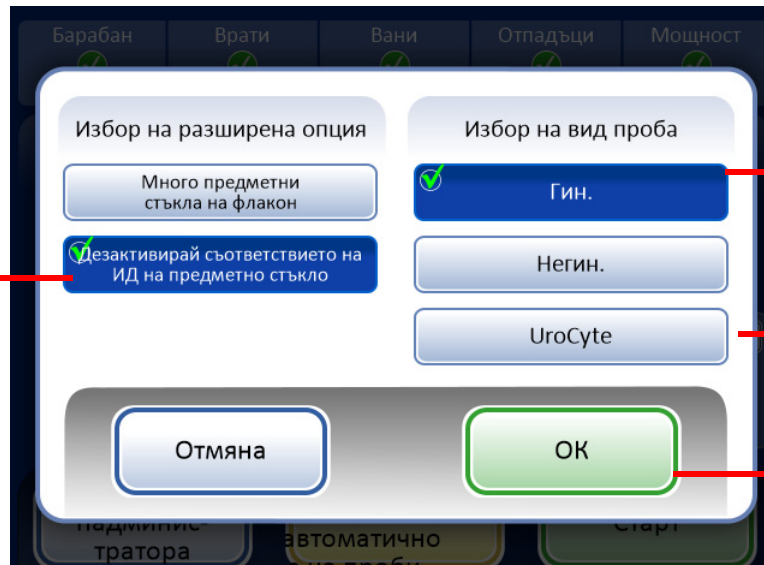 Барабан
Врати
Вани
Отпадъци
Мощност
Избор на разширена опция
Избор на вид проба
Много предметни
стъкла на флакон
Гин.
Дезактивирай съответствието на
ИД на предметно стъкло
Негин.
UroCyte
Отмяна
ОК
тратора
автоматично
Старт